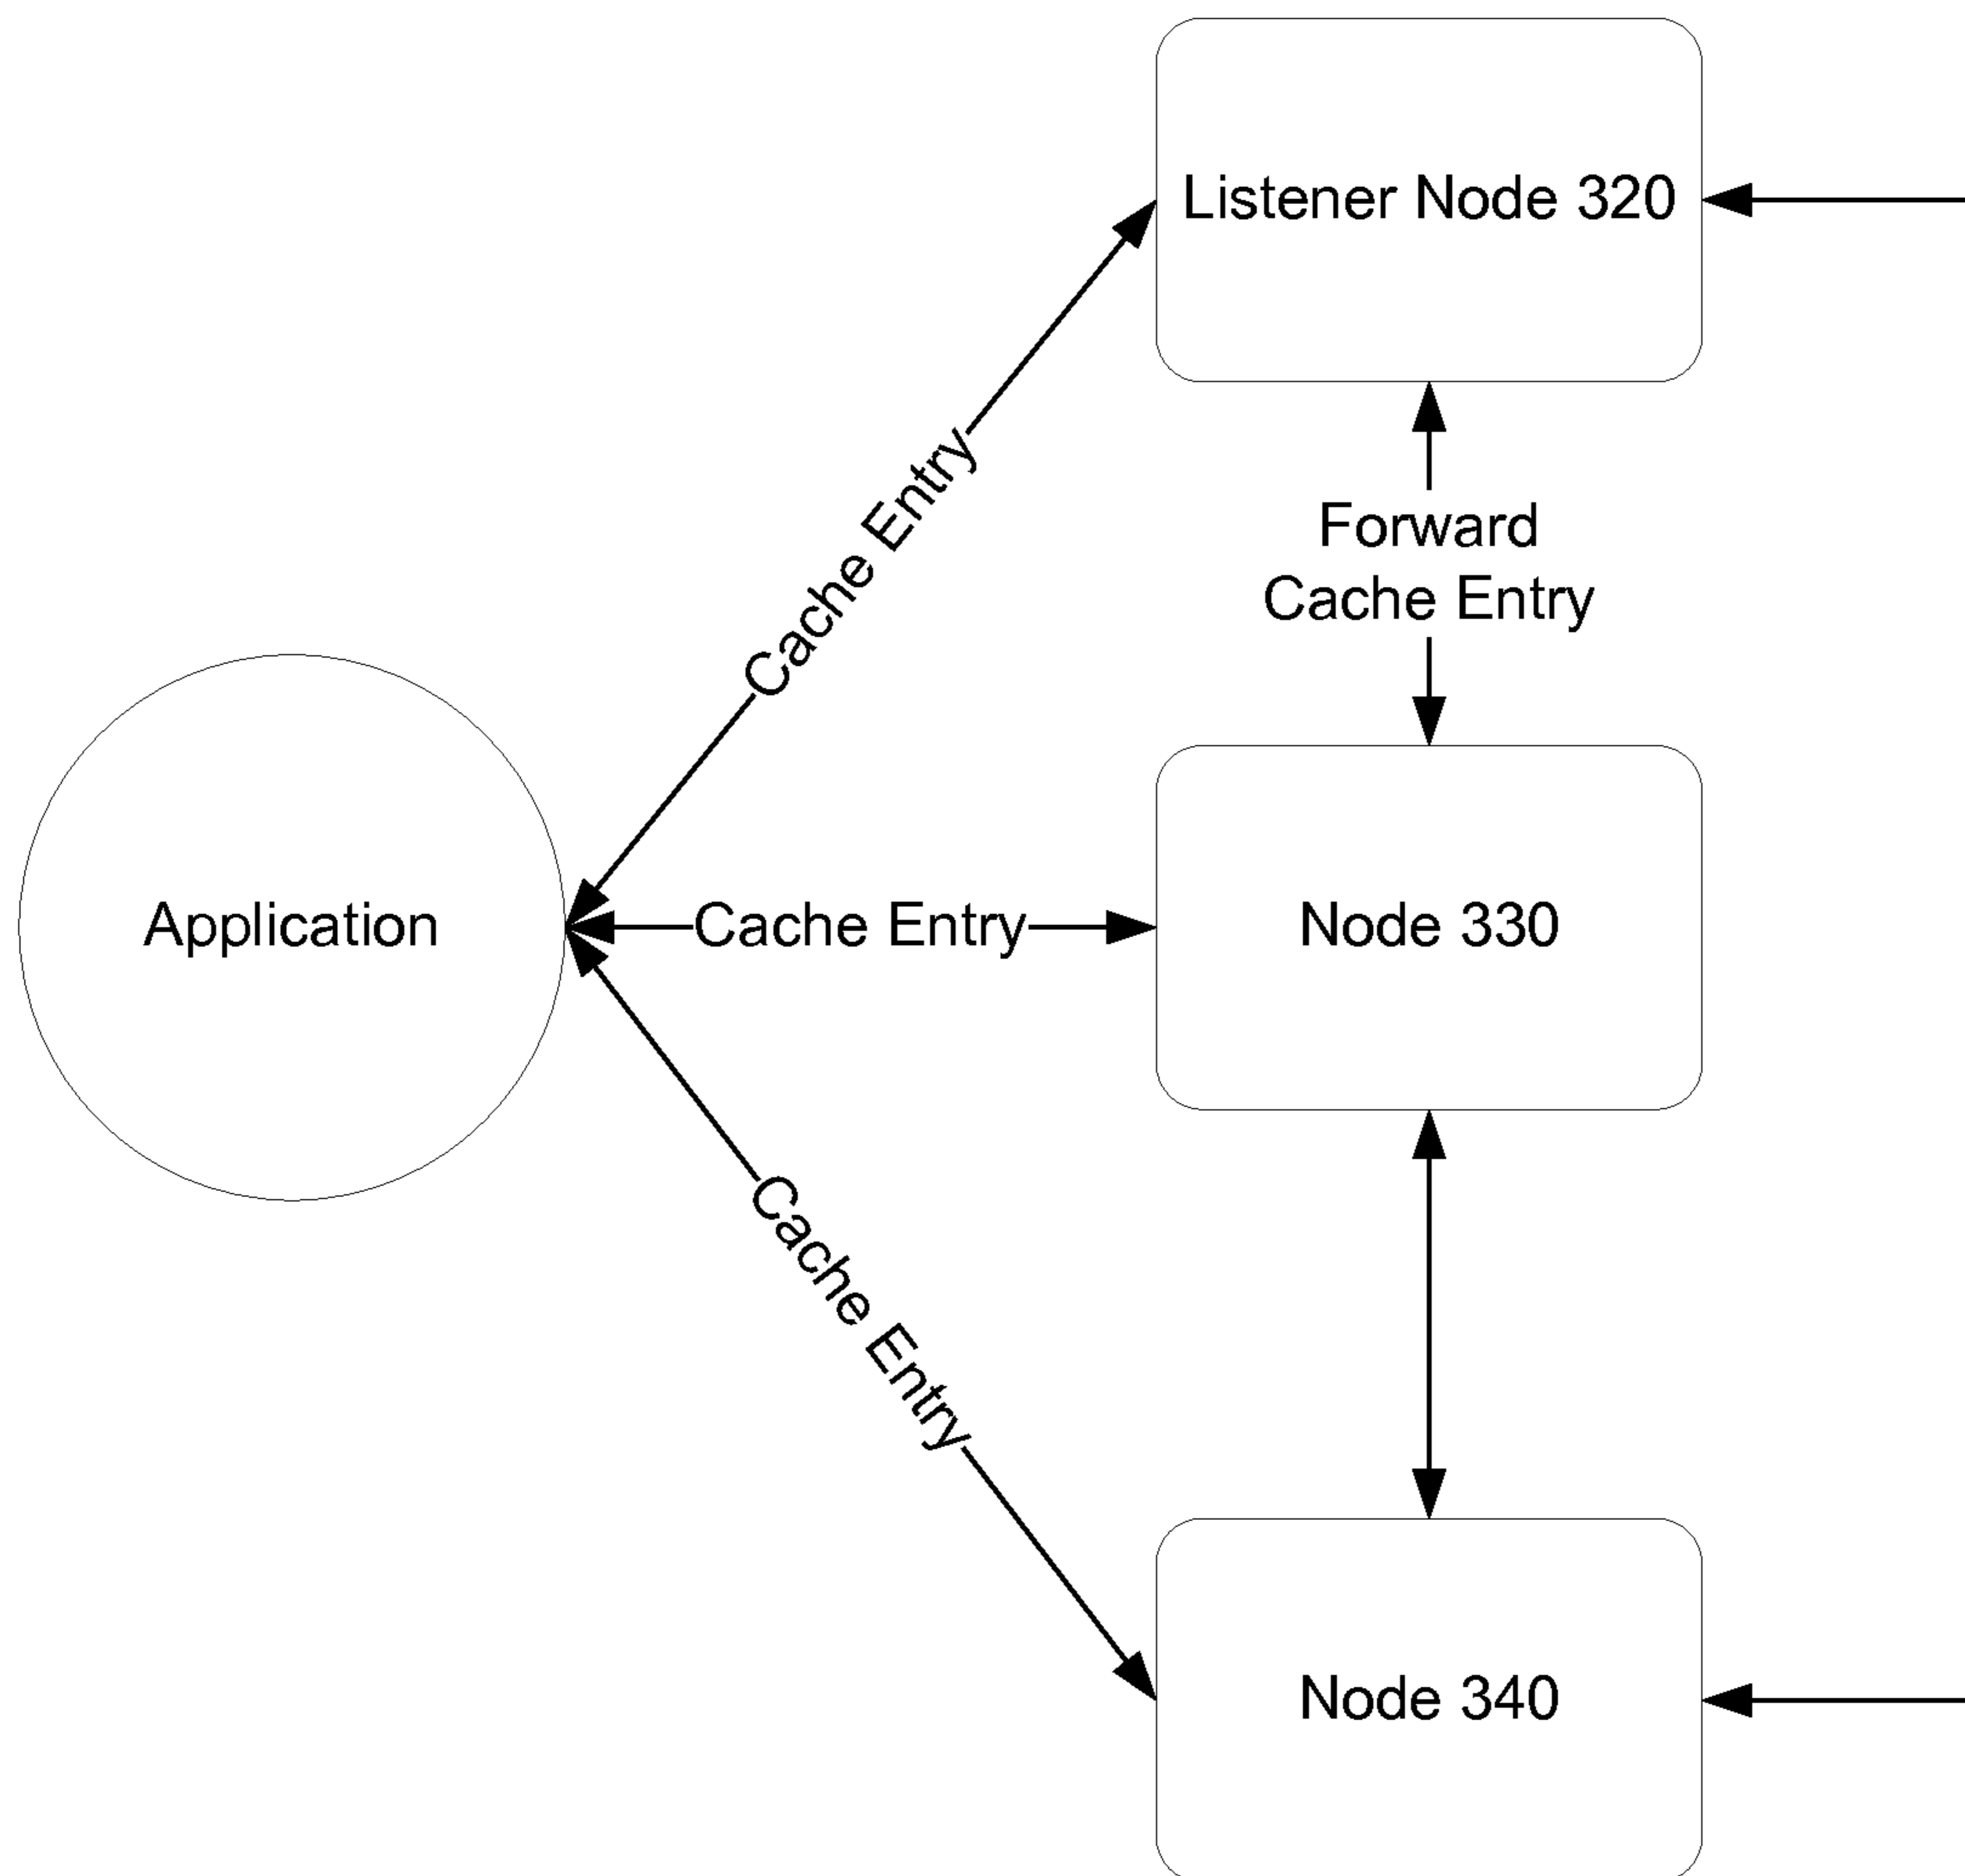 Listener Node 320
Cache Entry
Forward
Cache Entry
Application
Cache Entry
Node 330
Cache Entry
Node 340